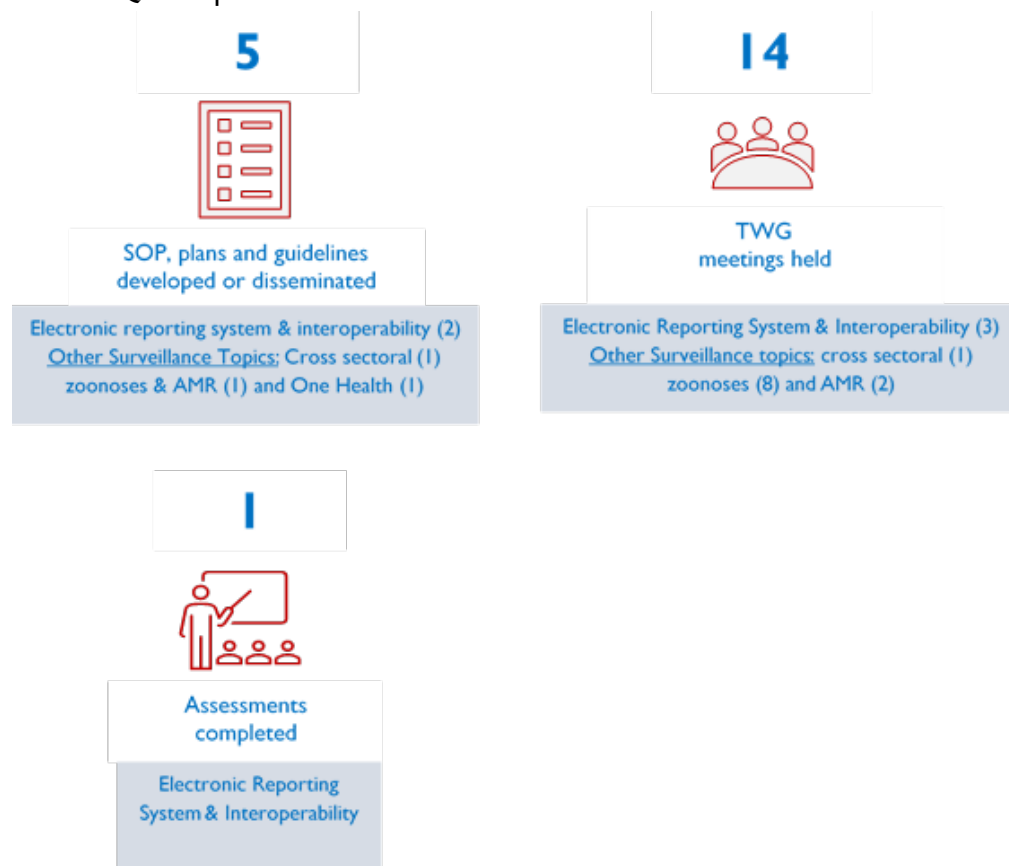 5
SOP, plans and guidelines
developed or disseminated
Electronic reporting system & interoperability (2)
Other Surveillance Topics: Cross sectoral (1)
zoonoses & AMR (1) and One Health (1)
14
TWG
meetings held
Electronic Reporting System & Interoperability (3)
Other Surveillance topics: cross sectoral (1)
zoonoses (8) and AMR (2)
1
Assessments
completed
Electronic Reporting
System & Interoperability